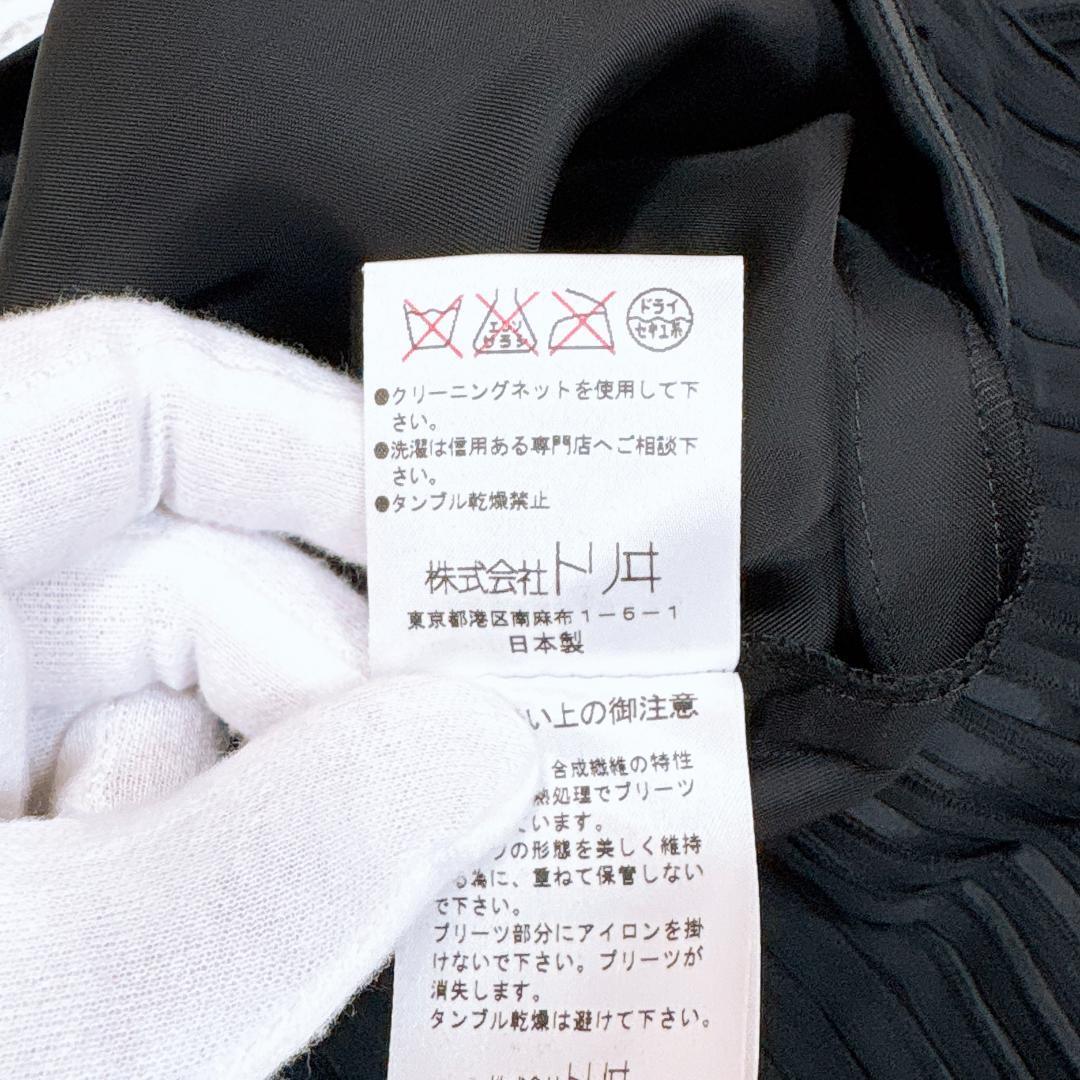 エンソ
サラシ
ドライ
セキユ系
●クリーニングネットを使用して下
さい。
●洗濯は信用ある専門店へご相談下
さい。
●タンブル乾燥禁止
株式会社トリヰ
東京都港区南麻布1-5-1
日本製
い上の御注意
合成繊維の特性
熱処理でプリーツ
います。
の形態を美しく維持
る為に、重ねて保管しない
で下さい。
プリーツ部分にアイロンを掛
けないで下さい。プリーツが
消失します。
タンブル乾燥は避けて下さい。